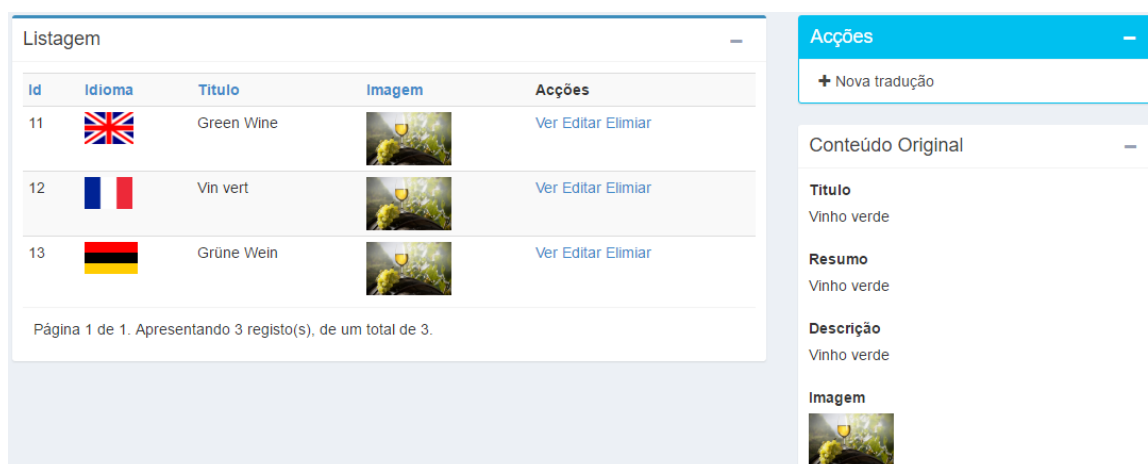 Listagem
Id Idioma Titulo Imagem Acções
11 Green Wine Ver Editar Elimiar
12 Vin vert Ver Editar Elimiar
13 Grüne Wein Ver Editar Elimiar
Página 1 de 1. Apresentando 3 registo(s), de um total de 3.
Acções
+ Nova tradução
Conteúdo Original
Titulo
Vinho verde
Resumo
Vinho verde
Descrição
Vinho verde
Imagem